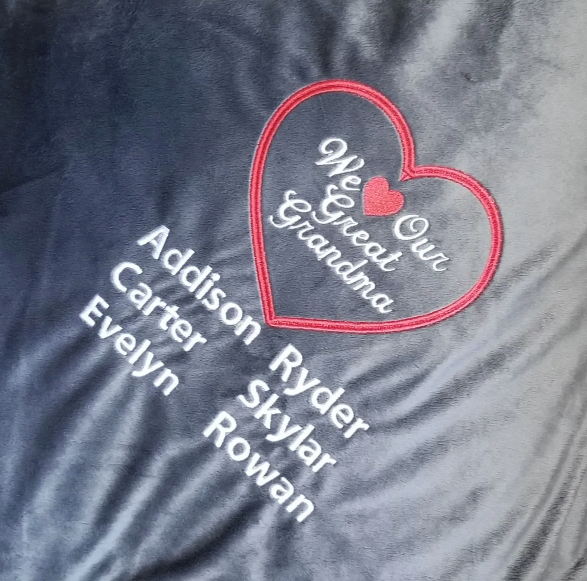 We ❤ Our
Great
Grandma
Addison Ryder
Carter Skylar
Evelyn Rowan